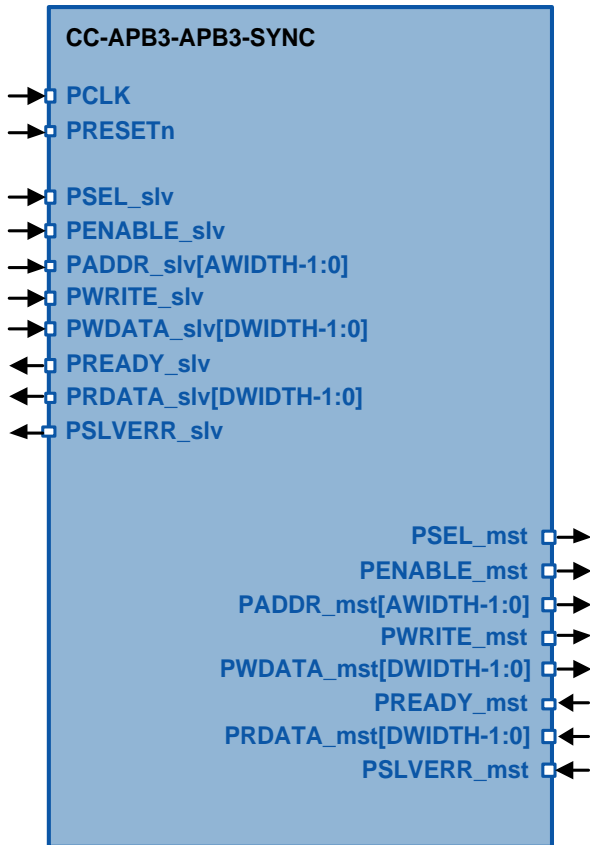 CC-APB3-APB3-SYNC
PCLK
PRESETn
PSEL_slv
PENABLE_slv
PADDR_slv[AWIDTH-1:0]
PWRITE_slv
PWDATA_slv[DWIDTH-1:0]
PREADY_slv
PRDATA_slv[DWIDTH-1:0]
PSLVERR_slv
PSEL_mst
PENABLE_mst
PADDR_mst[AWIDTH-1:0]
PWRITE_mst
PWDATA_mst[DWIDTH-1:0]
PREADY_mst
PRDATA_mst[DWIDTH-1:0]
PSLVERR_mst